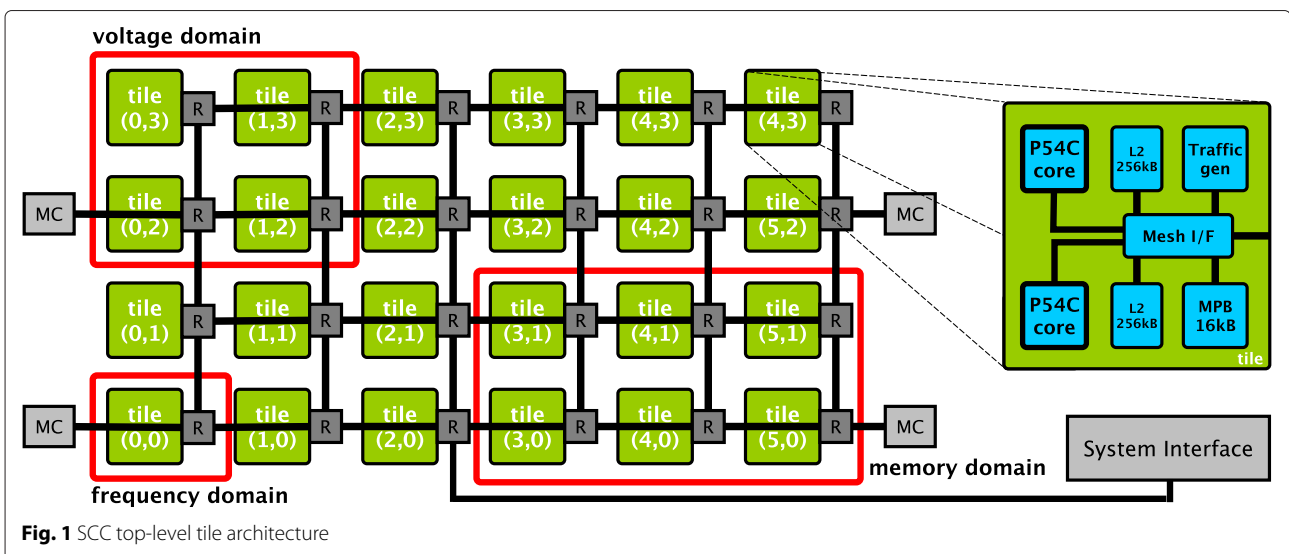 voltage domain
tile (0,3) R tile (1,3) R tile (2,3) R tile (3,3) R tile (4,3) R tile (4,3) R
MC tile (0,2) R tile (1,2) R tile (2,2) R tile (3,2) R tile (4,2) R tile (5,2) R MC
tile (0,1) R tile (1,1) R tile (2,1) R tile (3,1) R tile (4,1) R tile (5,1) R
MC tile (0,0) R tile (1,0) R tile (2,0) R tile (3,0) R tile (4,0) R tile (5,0) R MC
frequency domain
memory domain
P54C core
L2 256kB
Traffic gen
Mesh I/F
P54C core
L2 256kB
MPB 16kB
tile
System Interface
Fig. 1 SCC top-level tile architecture